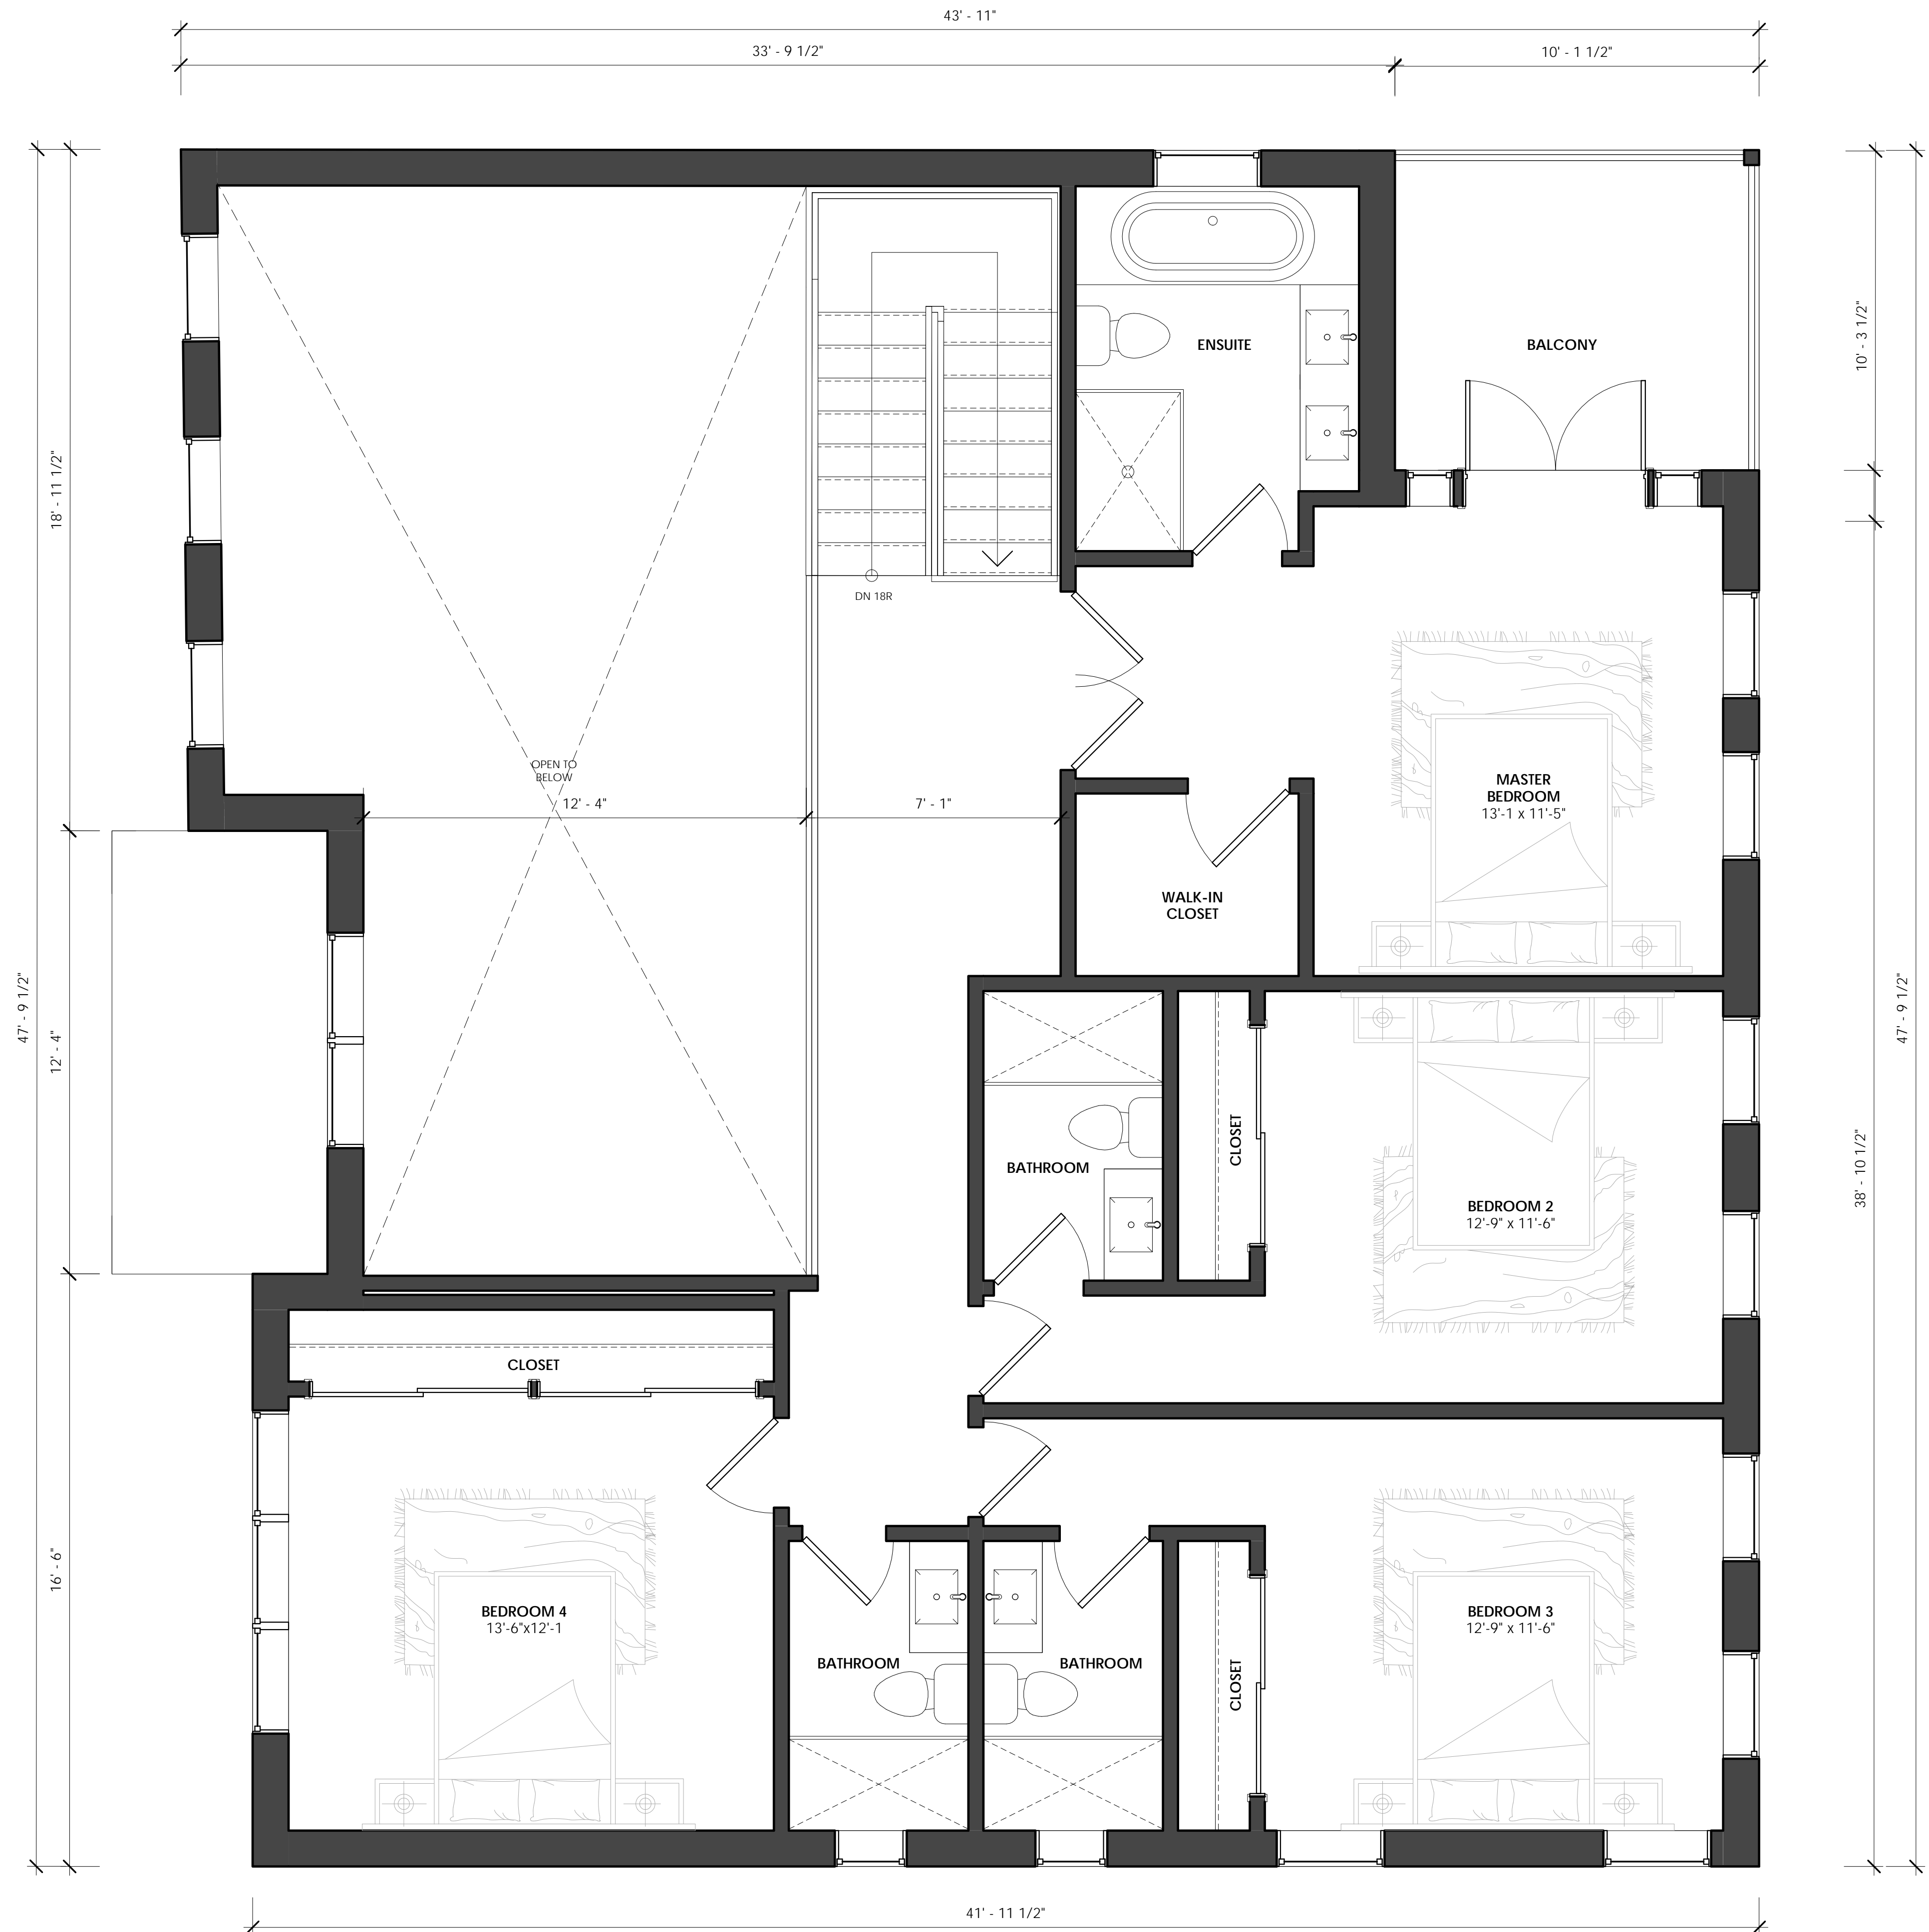 43' - 11"
33' - 9 1/2"
10' - 1 1/2"
ENSUITE
BALCONY
10' - 3 1/2"
18' - 11 1/2"
DN 18R
OPEN TO
BELOW
12' - 4"
7' - 1"
MASTER
BEDROOM
13'-1 x 11'-5"
WALK-IN
CLOSET
47' - 9 1/2"
12' - 4"
47' - 9 1/2"
38' - 10 1/2"
BATHROOM
CLOSET
BEDROOM 2
12'-9" x 11'-6"
CLOSET
16' - 6"
BEDROOM 4
13'-6"x12'-1
BATHROOM
BATHROOM
CLOSET
BEDROOM 3
12'-9" x 11'-6"
41' - 11 1/2"